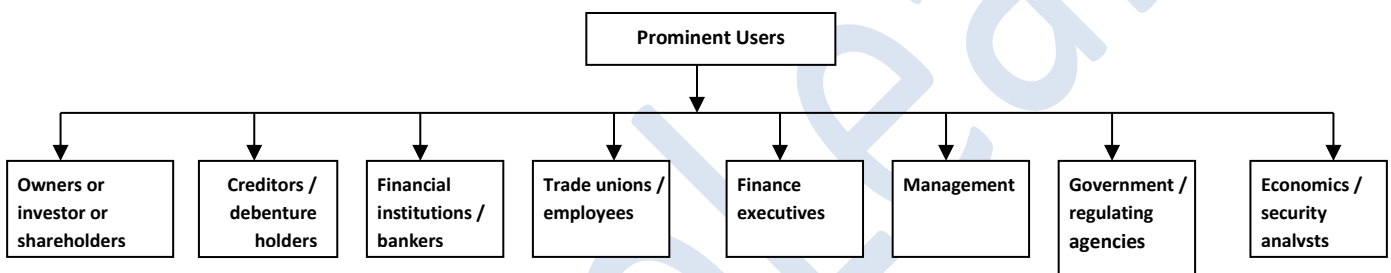 Prominent Users
Owners or
investor or
shareholders
Creditors /
debenture
holders
Financial
institutions /
bankers
Trade unions /
employees
Finance
executives
Management
Government /
regulating
agencies
Economics /
security
analysts